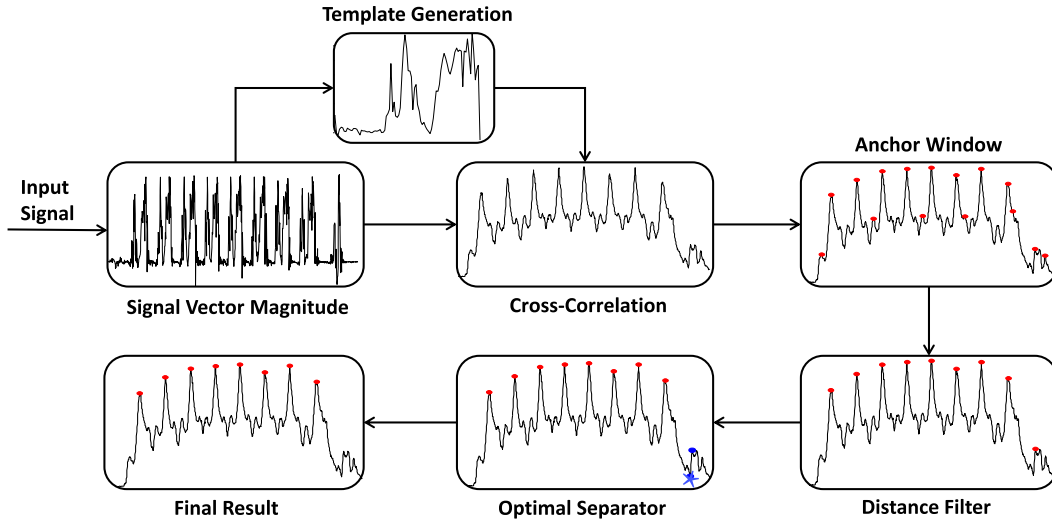 Template Generation
Input
Signal
Signal Vector Magnitude
Cross-Correlation
Anchor Window
Final Result
Optimal Separator
Distance Filter